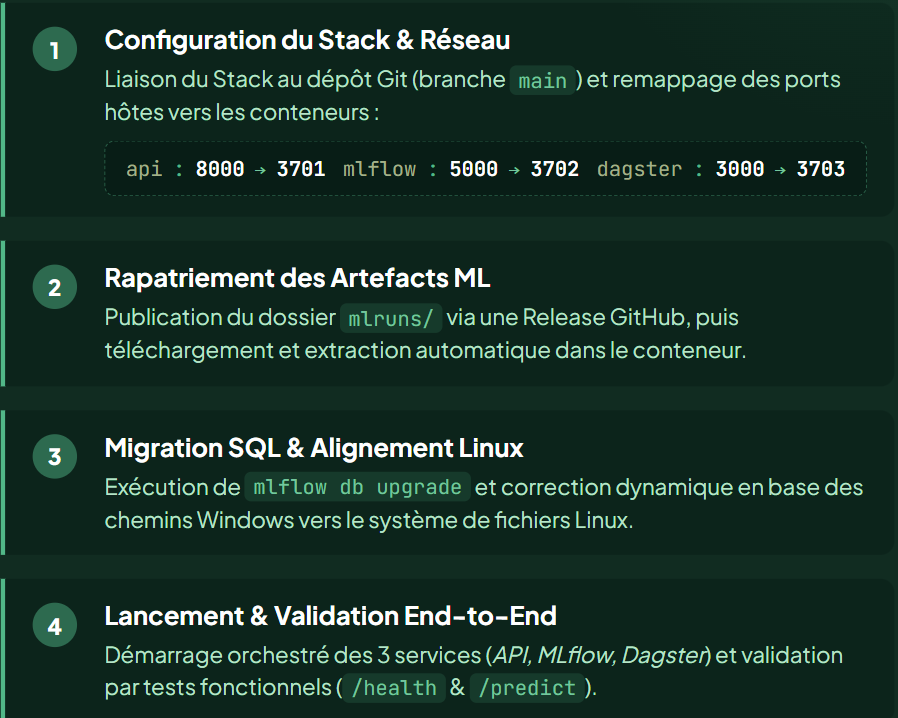 1
Configuration du Stack & Réseau
Liaison du Stack au dépôt Git (branche main) et remappage des ports
hôtes vers les conteneurs :
api : 8000 → 3701 mlflow : 5000 → 3702 dagster : 3000 → 3703
2
Rapatriement des Artefacts ML
Publication du dossier mlruns/ via une Release GitHub, puis
téléchargement et extraction automatique dans le conteneur.
3
Migration SQL & Alignement Linux
Exécution de mlflow db upgrade et correction dynamique en base des
chemins Windows vers le système de fichiers Linux.
4
Lancement & Validation End-to-End
Démarrage orchestré des 3 services (API, MLflow, Dagster) et validation
par tests fonctionnels ( /health & /predict ).